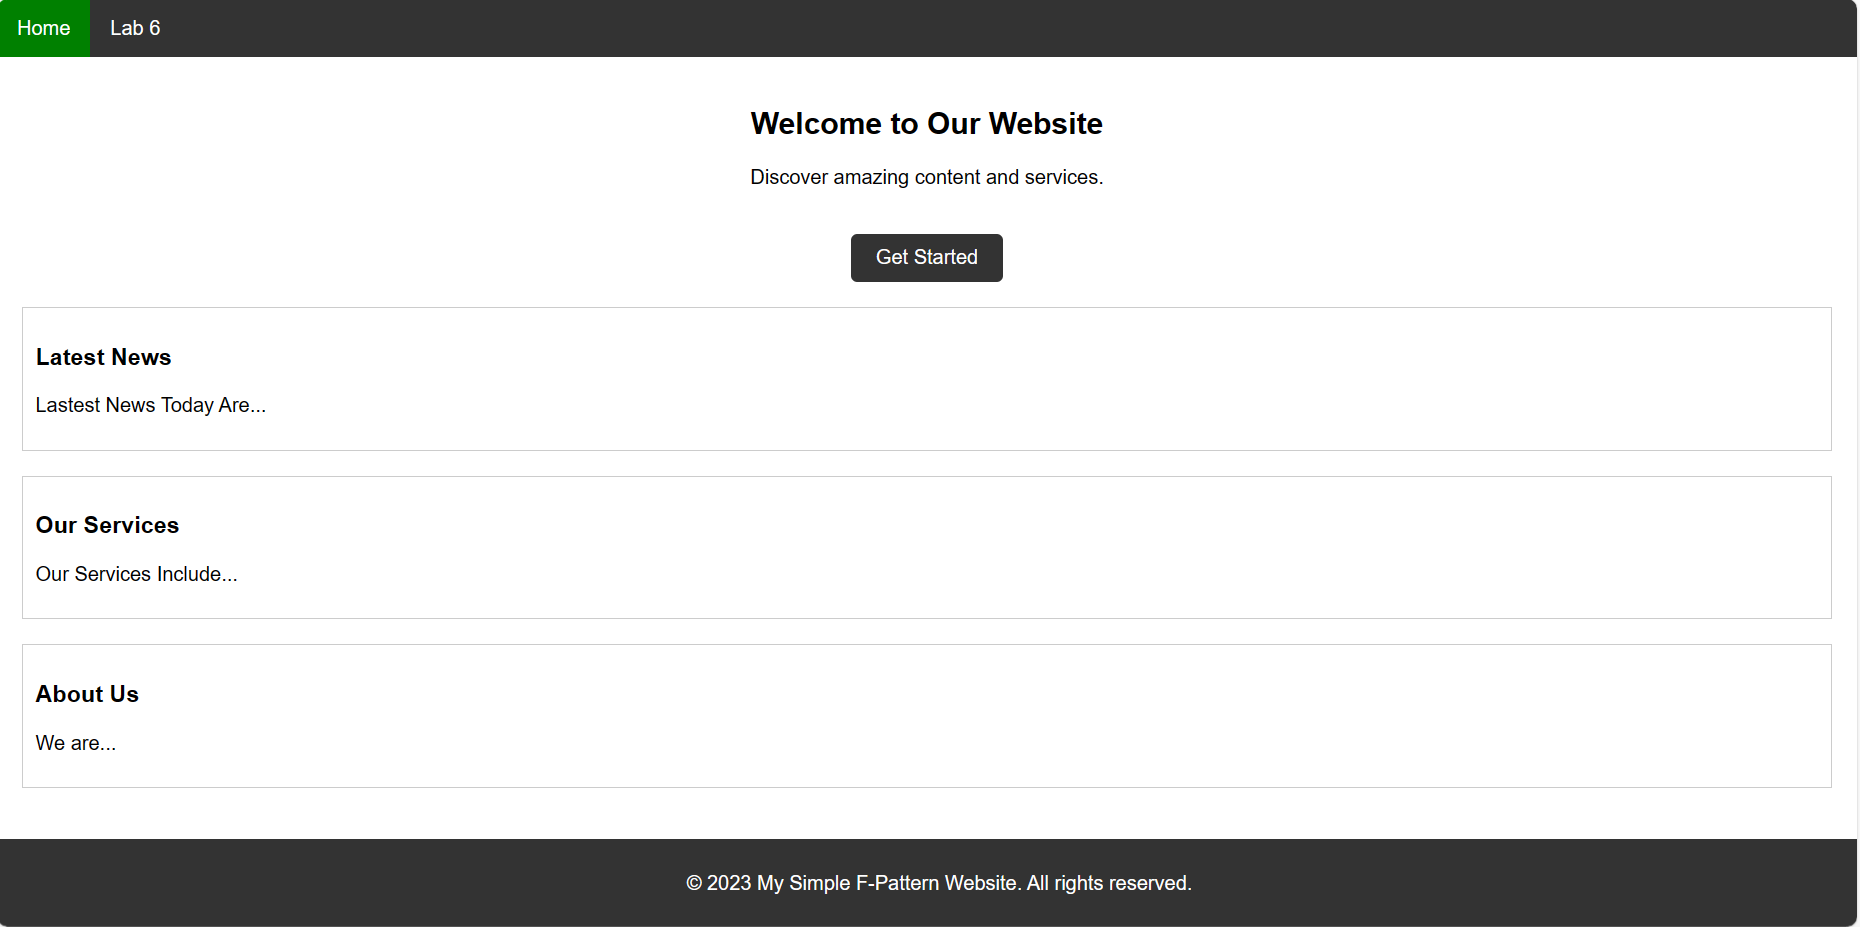 Home Lab 6
Welcome to Our Website
Discover amazing content and services.
Get Started
Latest News
Lastest News Today Are...
Our Services
Our Services Include...
About Us
We are...
© 2023 My Simple F-Pattern Website. All rights reserved.